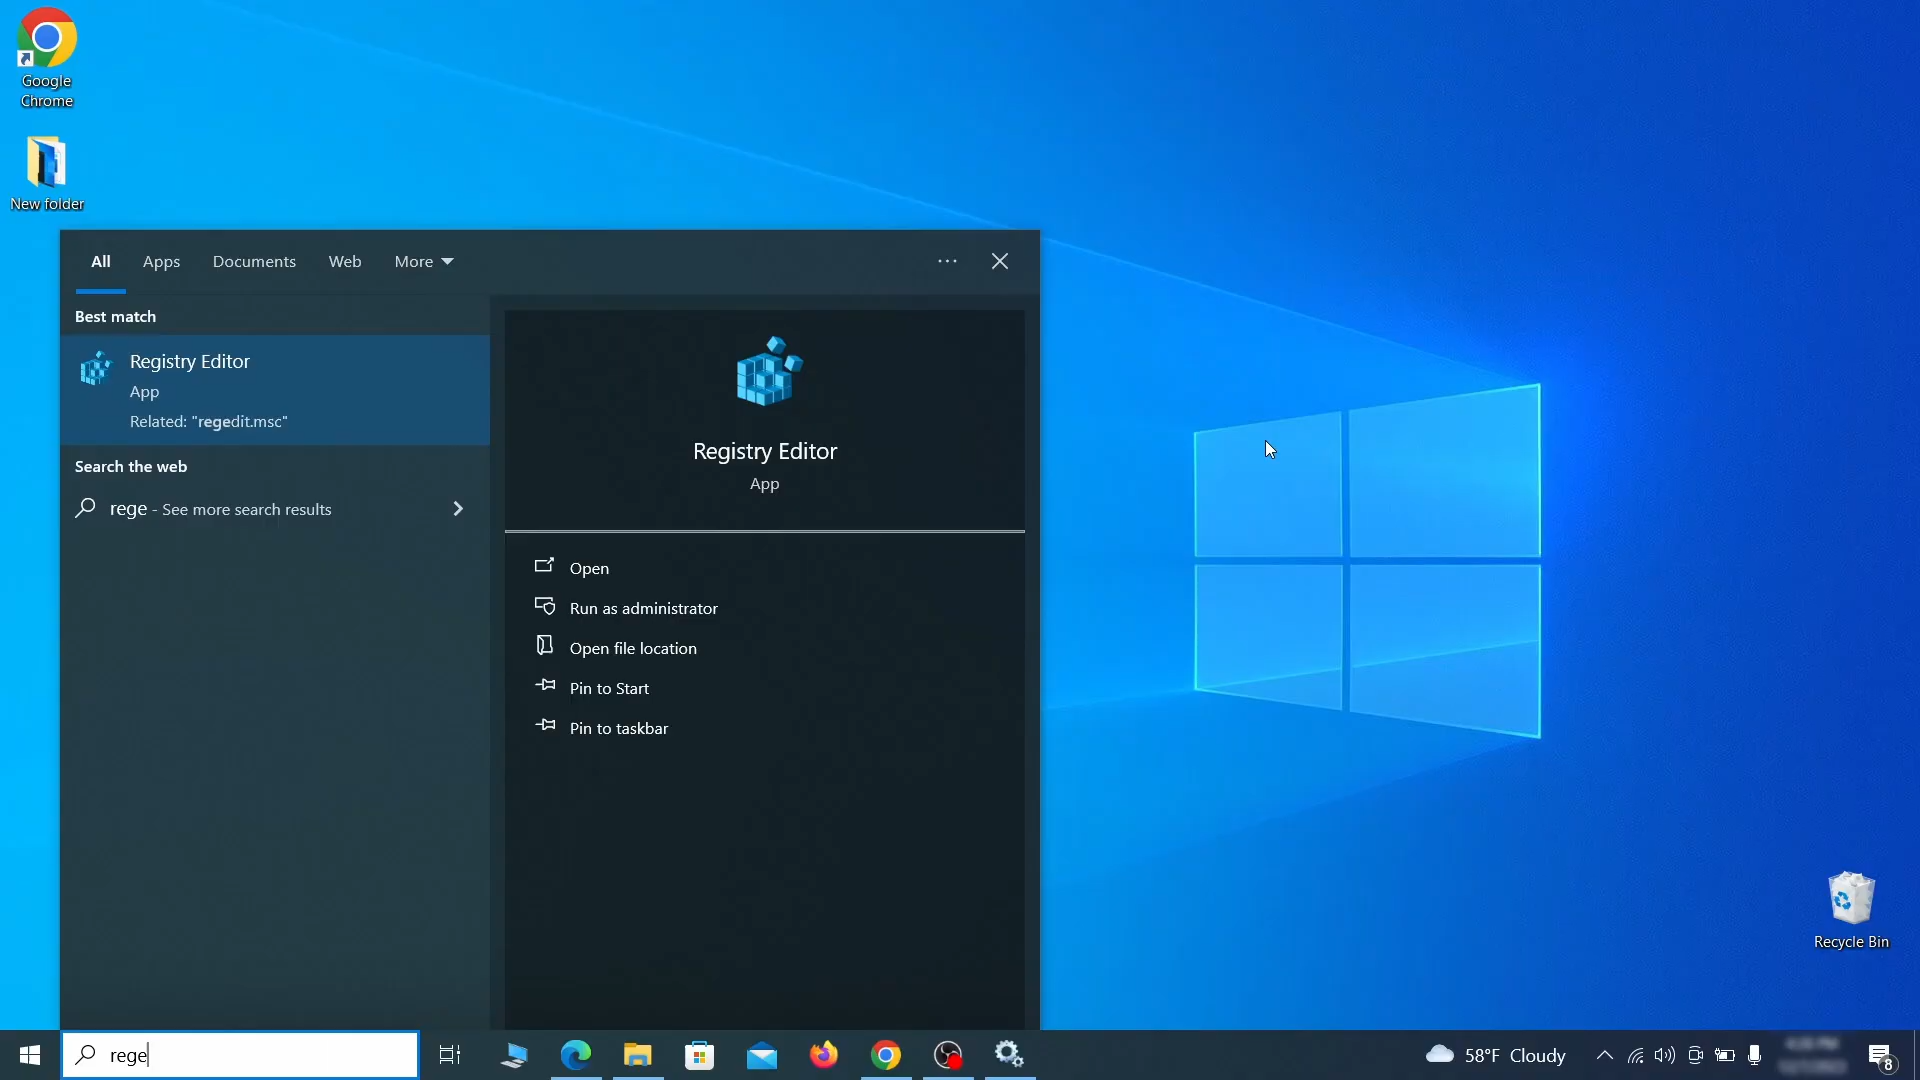 Google
Chrome
New folder
All Apps Documents Web More
Best match
Registry Editor
App
Related: "regedit.msc"
Search the web
rege - See more search results
Registry Editor
App
Open
Run as administrator
Open file location
Pin to Start
Pin to taskbar
Recycle Bin
rege
58°F Cloudy
8